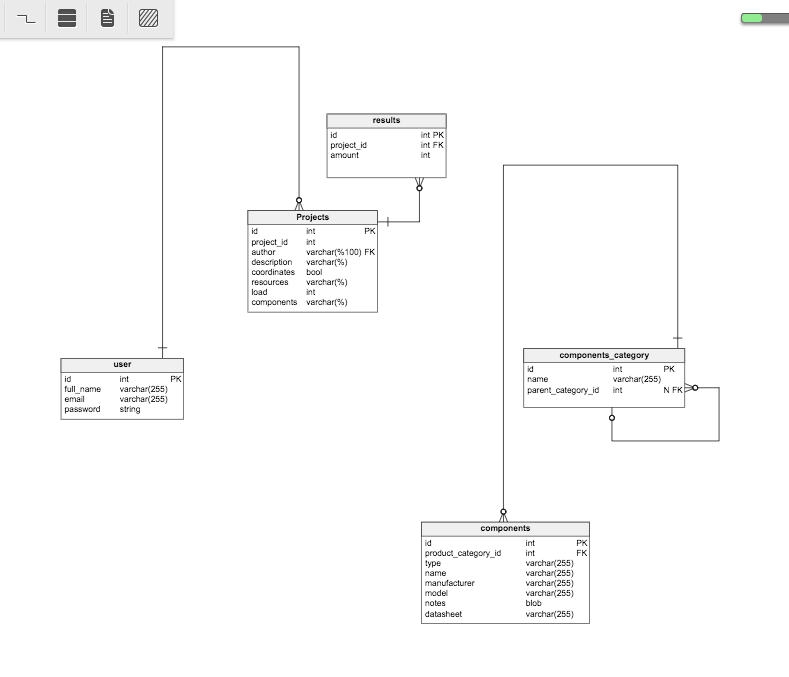 results
id int PK
project_id int FK
amount int
Projects
id int PK
project_id int
author varchar(%100) FK
description varchar(%)
coordinates bool
resources varchar(%)
load int
components varchar(%)
user
id int PK
full_name varchar(255)
email varchar(255)
password string
components_category
id int PK
name varchar(255)
parent_category_id int N FK
components
id int PK
product_category_id int FK
type varchar(255)
name varchar(255)
manufacturer varchar(255)
model varchar(255)
notes blob
datasheet varchar(255)